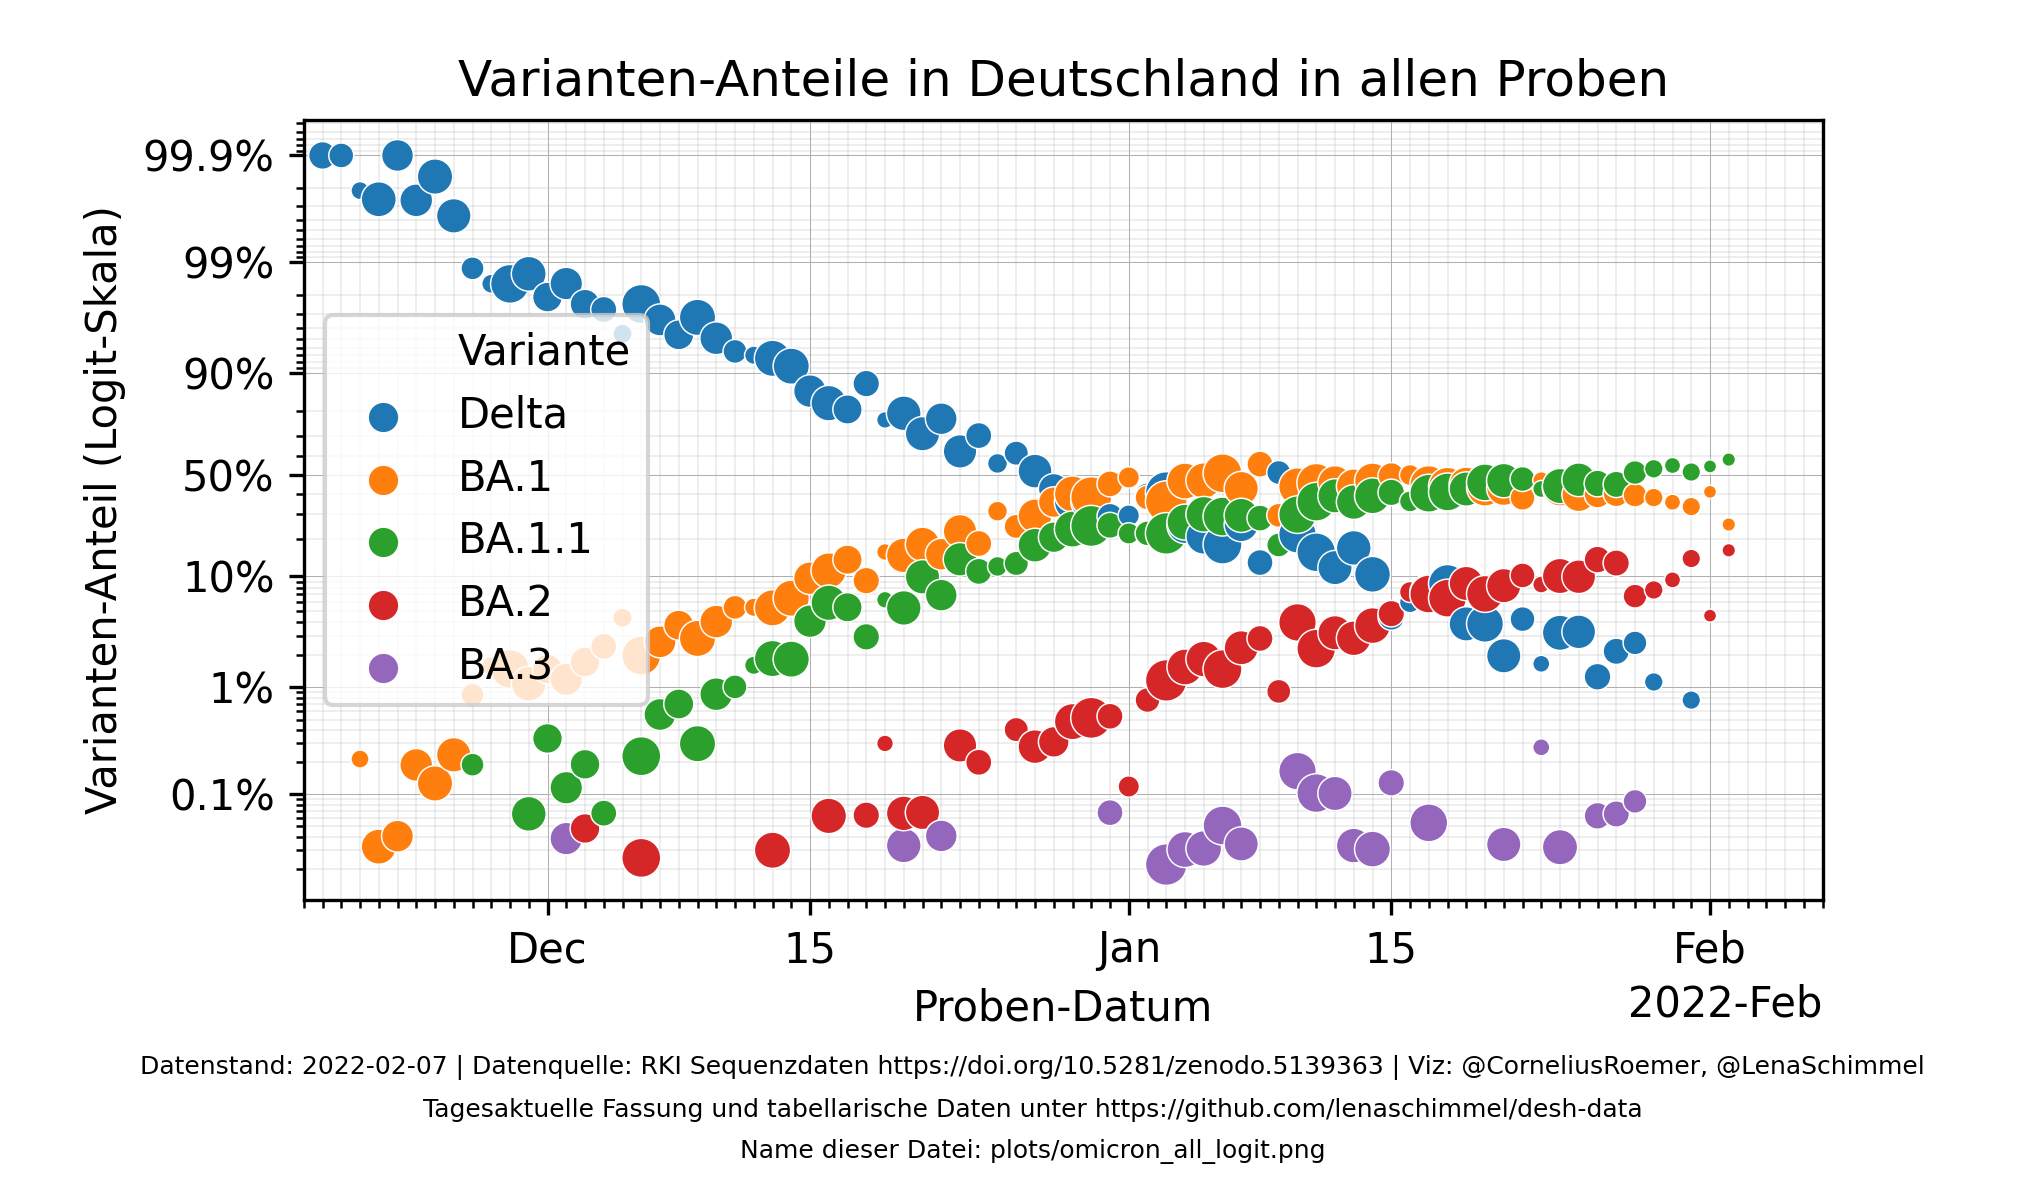 Varianten-Anteile in Deutschland in allen Proben
Varianten-Anteil (Logit-Skala)
99.9%
99%
90%
50%
10%
1%
0.1%
Variante
Delta
BA.1
BA.1.1
BA.2
BA.3
Dec
15
Jan
15
Feb
2022-Feb
Proben-Datum
Datenstand: 2022-02-07 | Datenquelle: RKI Sequenzdaten https://doi.org/10.5281/zenodo.5139363 | Viz: @CorneliusRoemer, @LenaSchimmel
Tagesaktuelle Fassung und tabellarische Daten unter https://github.com/lenaschimmel/desh-data
Name dieser Datei: plots/omicron_all_logit.png